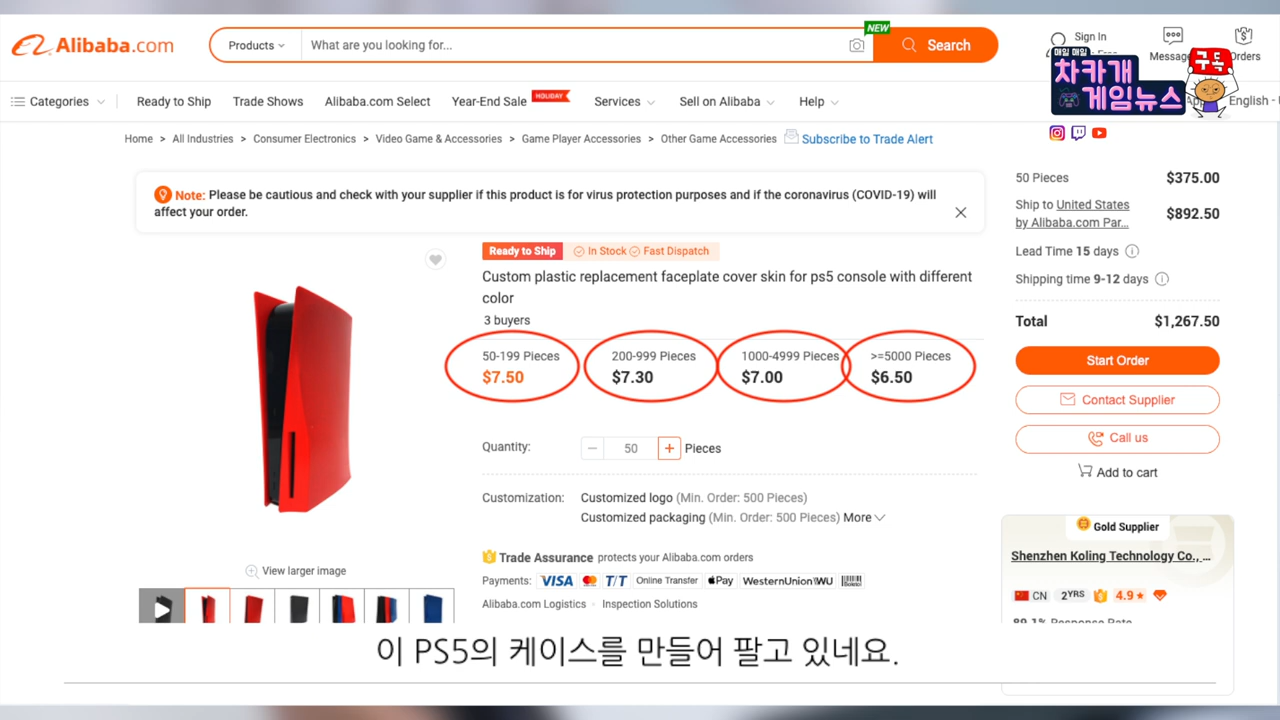 Alibaba.com
Products
What are you looking for...
NEW
Search
Sign In
Free
Message
Orders
매일 매일
차카개
게임뉴스
구독
Categories
Ready to Ship
Trade Shows
Alibaba.com Select
Year-End Sale
HOLIDAY
Services
Sell on Alibaba
Help
English -
Home > All Industries > Consumer Electronics > Video Game & Accessories > Game Player Accessories > Other Game Accessories
Subscribe to Trade Alert
Note: Please be cautious and check with your supplier if this product is for virus protection purposes and if the coronavirus (COVID-19) will
affect your order.
Ready to Ship
In Stock
Fast Dispatch
Custom plastic replacement faceplate cover skin for ps5 console with different
color
3 buyers
50-199 Pieces
$7.50
200-999 Pieces
$7.30
1000-4999 Pieces
$7.00
>=5000 Pieces
$6.50
Quantity:
50
Pieces
Customization:
Customized logo (Min. Order: 500 Pieces)
Customized packaging (Min. Order: 500 Pieces) More
Trade Assurance protects your Alibaba.com orders
Payments: VISA T/T Online Transfer Pay WesternUnion WU
Alibaba.com Logistics · Inspection Solutions
View larger image
50 Pieces $375.00
Ship to United States
by Alibaba.com Par...
$892.50
Lead Time 15 days
Shipping time 9-12 days
Total $1,267.50
Start Order
Contact Supplier
Call us
Add to cart
Gold Supplier
Shenzhen Koling Technology Co., ...
CN 2YRS 4.9
89.1% Response Rate
이 PS5의 케이스를 만들어 팔고 있네요.